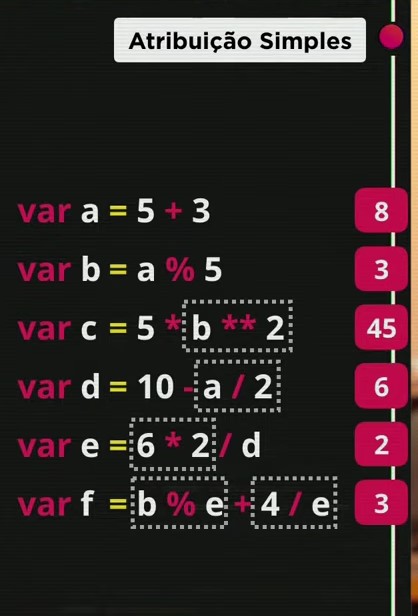 Atribuição Simples
var a = 5 + 3 8
var b = a % 5 3
var c = 5 * b ** 2 45
var d = 10 - a / 2 6
var e = 6 * 2 / d 2
var f = b % e + 4 / e 3